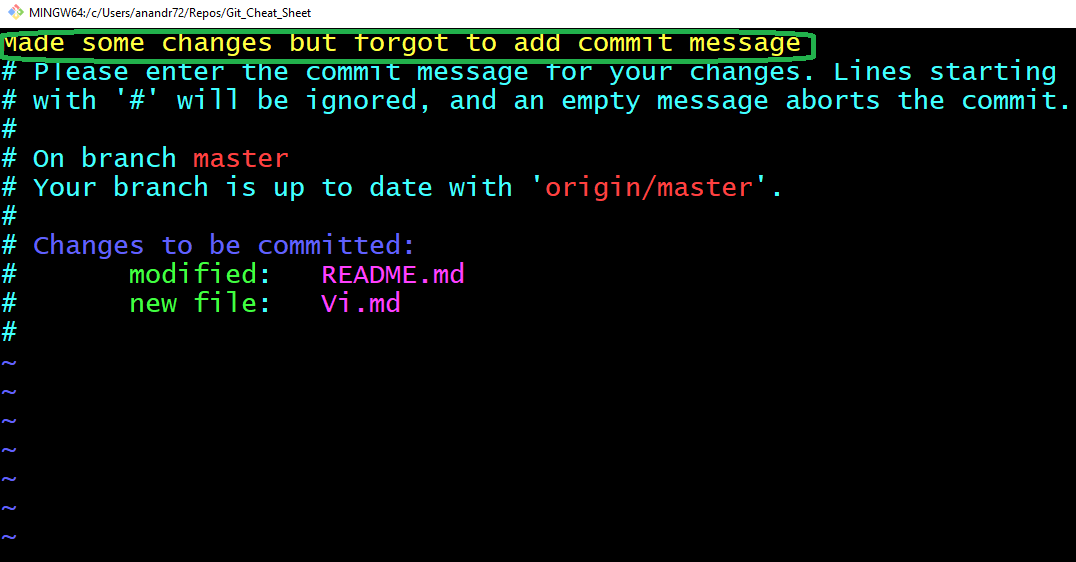 MINGW64:/c/Users/anandr72/Repos/Git_Cheat_Sheet
Made some changes but forgot to add commit message
# Please enter the commit message for your changes. Lines starting
# with '#' will be ignored, and an empty message aborts the commit.
#
# On branch master
# Your branch is up to date with 'origin/master'.
#
# Changes to be committed:
#       modified:   README.md
#       new file:   Vi.md
#
~
~
~
~
~
~
~